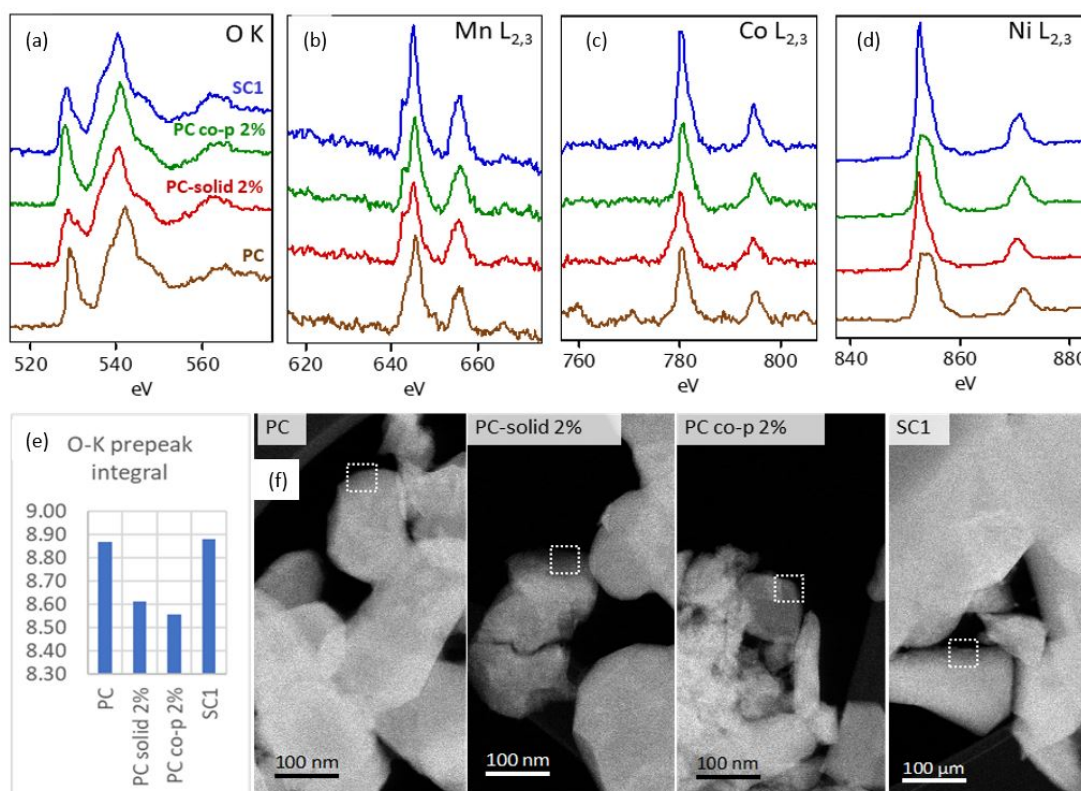 (a)
O K
SC1
PC co-p 2%
PC-solid 2%
PC
520
540
560
eV
(b)
Mn L2,3
620
640
660
eV
(c)
Co L2,3
760
780
800
eV
(d)
Ni L2,3
840
860
880
eV
(e)
O-K prepeak
integral
9.00
8.90
8.80
8.70
8.60
8.50
8.40
8.30
PC
PC solid 2%
PC co-p 2%
SC1
(f)
PC
100 nm
PC-solid 2%
100 nm
PC co-p 2%
100 nm
SC1
100 µm